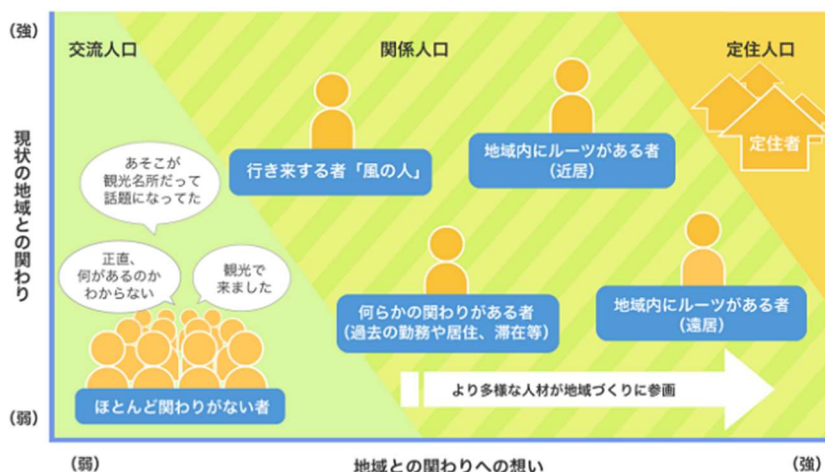 （強）
交流人口
関係人口
定住人口
現状の地域との関わり
定住者
あそこが
観光名所だって
話題になってた
行き来する者「風の人」
地域内にルーツがある者
（近居）
正直、
何があるのか
わからない
観光で
来ました
何らかの関わりがある者
（過去の勤務や居住、滞在等）
地域内にルーツがある者
（遠居）
ほとんど関わりがない者
より多様な人材が地域づくりに参画
（弱）
（弱）
地域との関わりへの想い
（強）